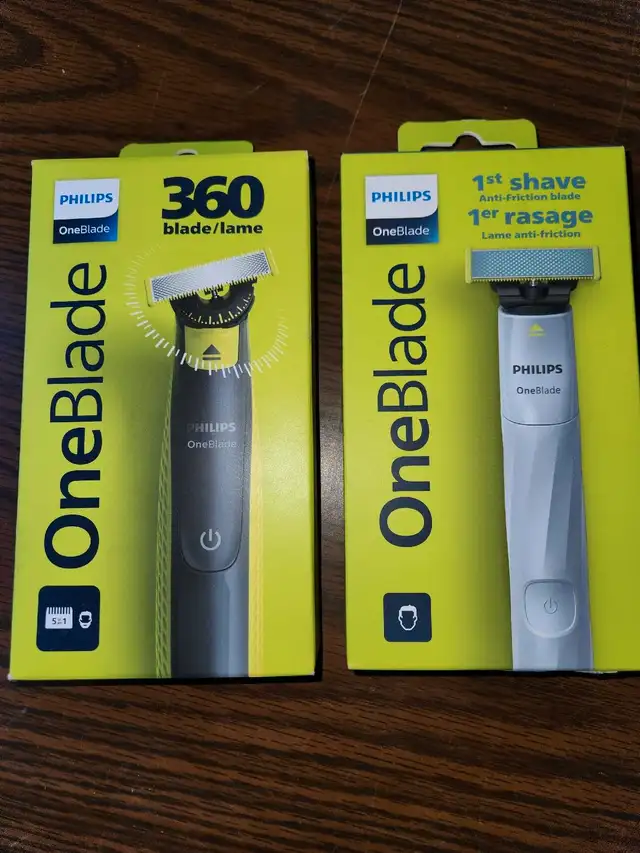 PHILIPS
OneBlade
360
blade/lame
OneBlade
PHILIPS
OneBlade
5in1
PHILIPS
OneBlade
1st shave
Anti-Friction blade
1er rasage
Lame anti-friction
OneBlade
PHILIPS
OneBlade